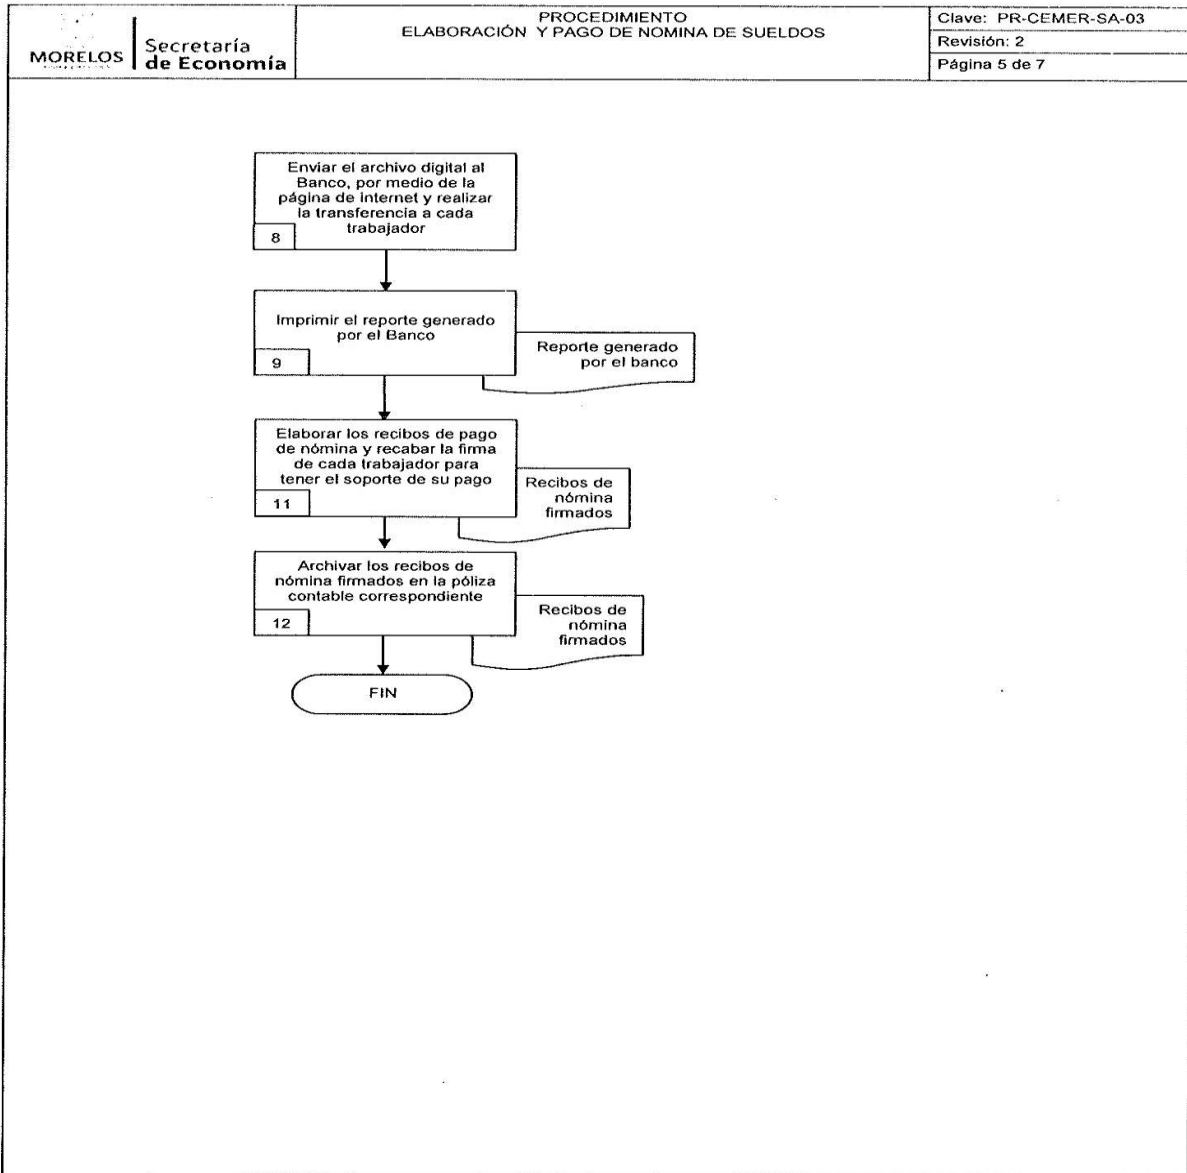 MORELOS
Secretaría
de Economía
PROCEDIMIENTO
ELABORACIÓN Y PAGO DE NOMINA DE SUELDOS
Clave: PR-CEMER-SA-03
Revisión: 2
Página 5 de 7
Enviar el archivo digital al
Banco, por medio de la
página de internet y realizar
la transferencia a cada
trabajador
8
Imprimir el reporte generado
por el Banco
9
Reporte generado
por el banco
Elaborar los recibos de pago
de nómina y recabar la firma
de cada trabajador para
tener el soporte de su pago
11
Recibos de
nómina
firmados
Archivar los recibos de
nómina firmados en la póliza
contable correspondiente
12
Recibos de
nómina
firmados
FIN